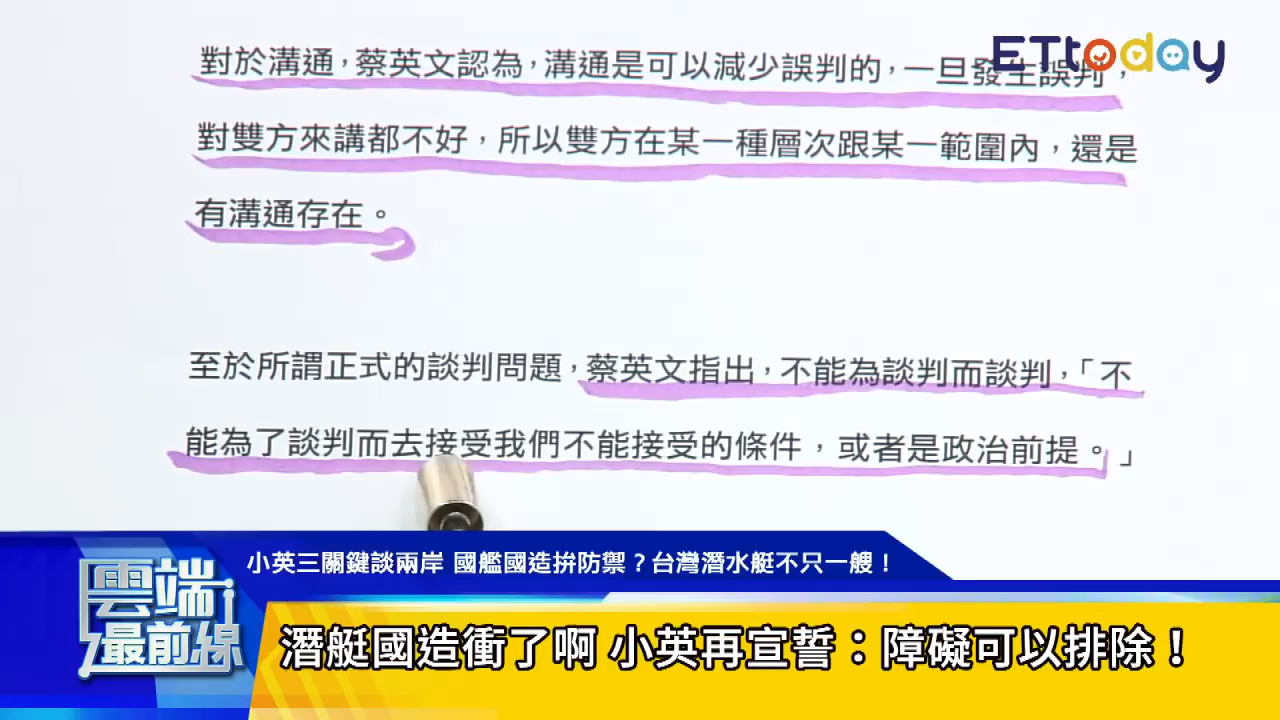 ETtoday
對於溝通，蔡英文認為，溝通是可以減少誤判的，一旦發生誤判，
對雙方來講都不好，所以雙方在某一種層次跟某一範圍內，還是
有溝通存在。
至於所謂正式的談判問題，蔡英文指出，不能為談判而談判，「不
能為了談判而去接受我們不能接受的條件，或者是政治前提。」
小英三關鍵談兩岸 國艦國造拚防禦？台灣潛水艇不只一艘！
雲端
最前線
潛艇國造衝了啊 小英再宣誓：障礙可以排除！